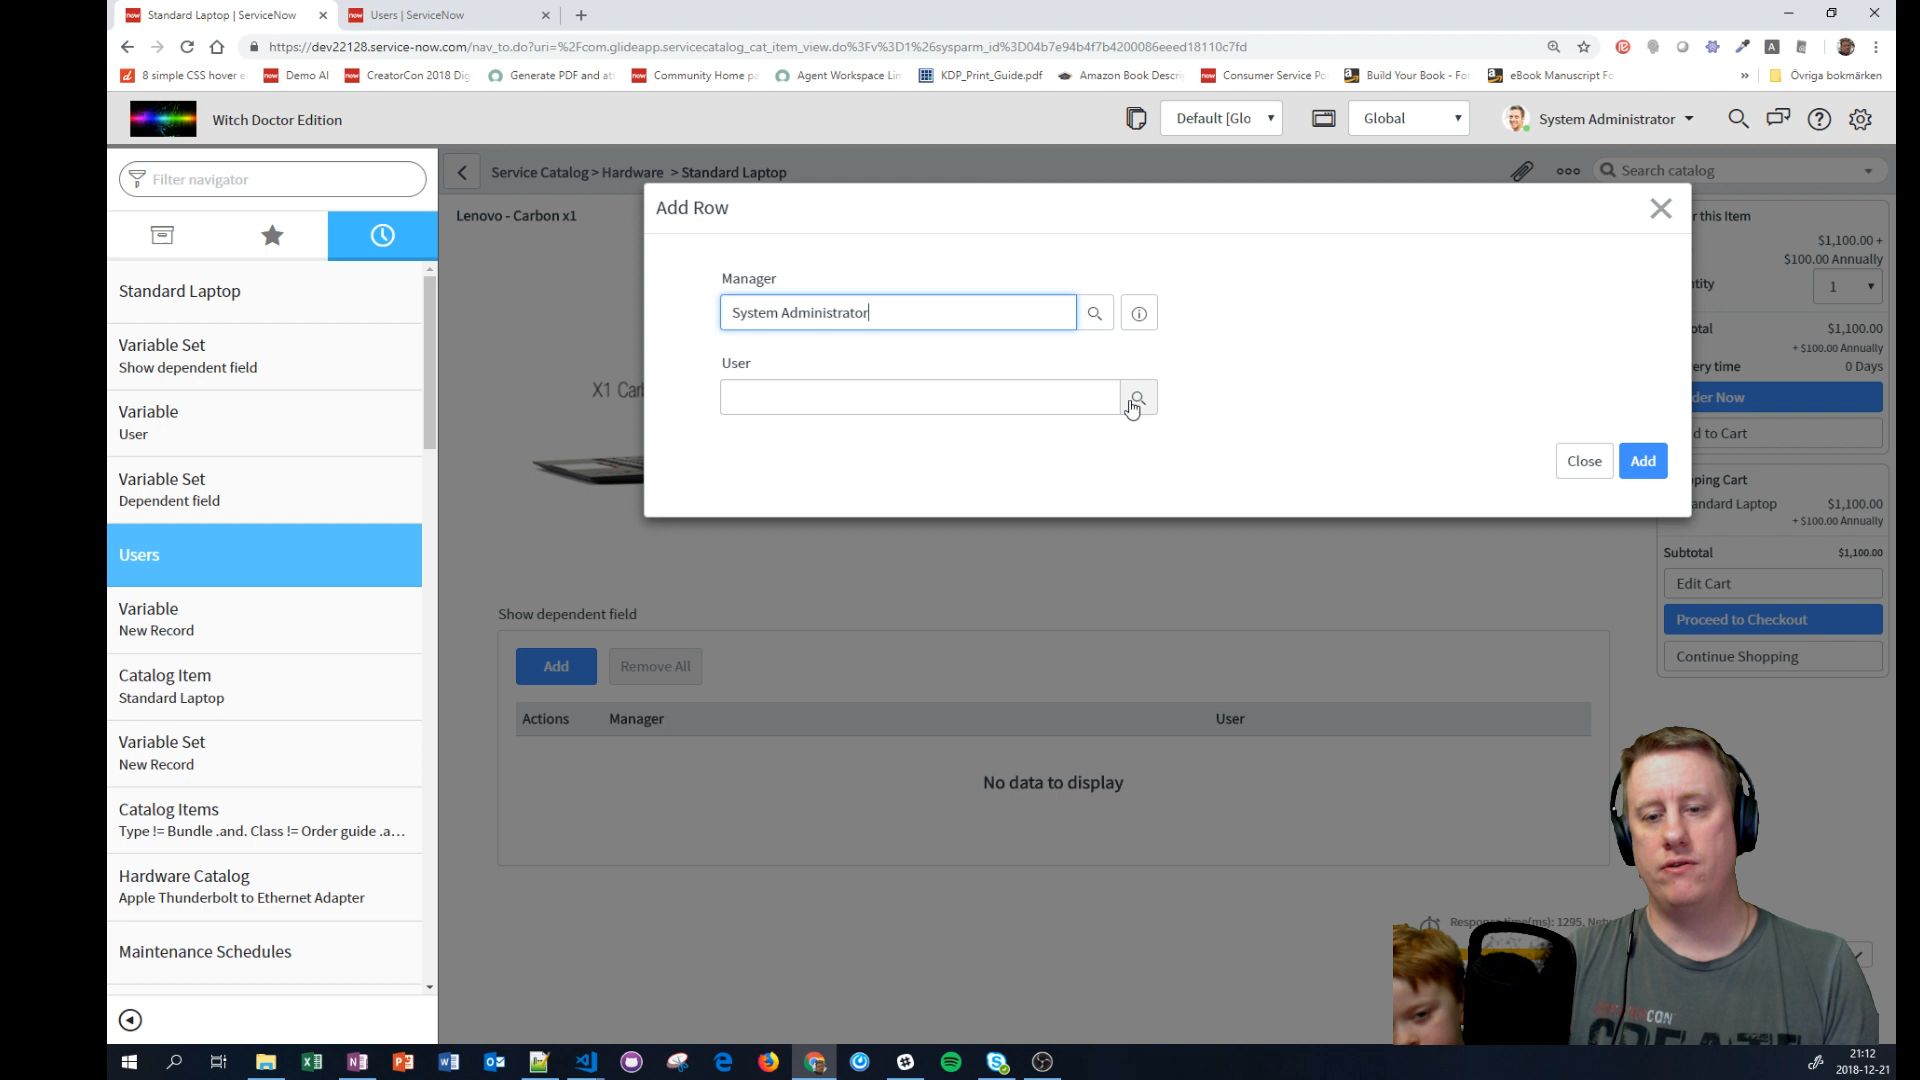 Standard Laptop | ServiceNow
Users | ServiceNow
https://dev22128.service-now.com/nav_to.do?uri=%2Fcom.glideapp.servicecatalog_cat_item_view.do%3Fv%3D1%26sysparm_id%3D04b7e94b4f7b4200086eeed18110c7fd
8 simple CSS hover e
Demo AI
CreatorCon 2018 Dig
Generate PDF and at
Community Home pa
Agent Workspace Lin
KDP_Print_Guide.pdf
Amazon Book Descri
Consumer Service Po
Build Your Book - For
eBook Manuscript Fo
Övriga bokmärken
Witch Doctor Edition
Default [Glo
Global
System Administrator
Filter navigator
Service Catalog > Hardware > Standard Laptop
Search catalog
Standard Laptop
Variable Set
Show dependent field
Variable
User
Variable Set
Dependent field
Users
Variable
New Record
Catalog Item
Standard Laptop
Variable Set
New Record
Catalog Items
Type != Bundle .and. Class != Order guide .a...
Hardware Catalog
Apple Thunderbolt to Ethernet Adapter
Maintenance Schedules
Lenovo - Carbon x1
X1 Carl
Add Row
Manager
System Administrator
User
Close
Add
r this Item
$1,100.00 +
$100.00 Annually
tity
1
otal
$1,100.00
+ $100.00 Annually
ery time
0 Days
der Now
d to Cart
ping Cart
andard Laptop
$1,100.00
+ $100.00 Annually
Subtotal
$1,100.00
Edit Cart
Proceed to Checkout
Continue Shopping
Show dependent field
Add
Remove All
Actions
Manager
User
No data to display
Response time(ms): 1295, Netw
CON
21:12
2018-12-21